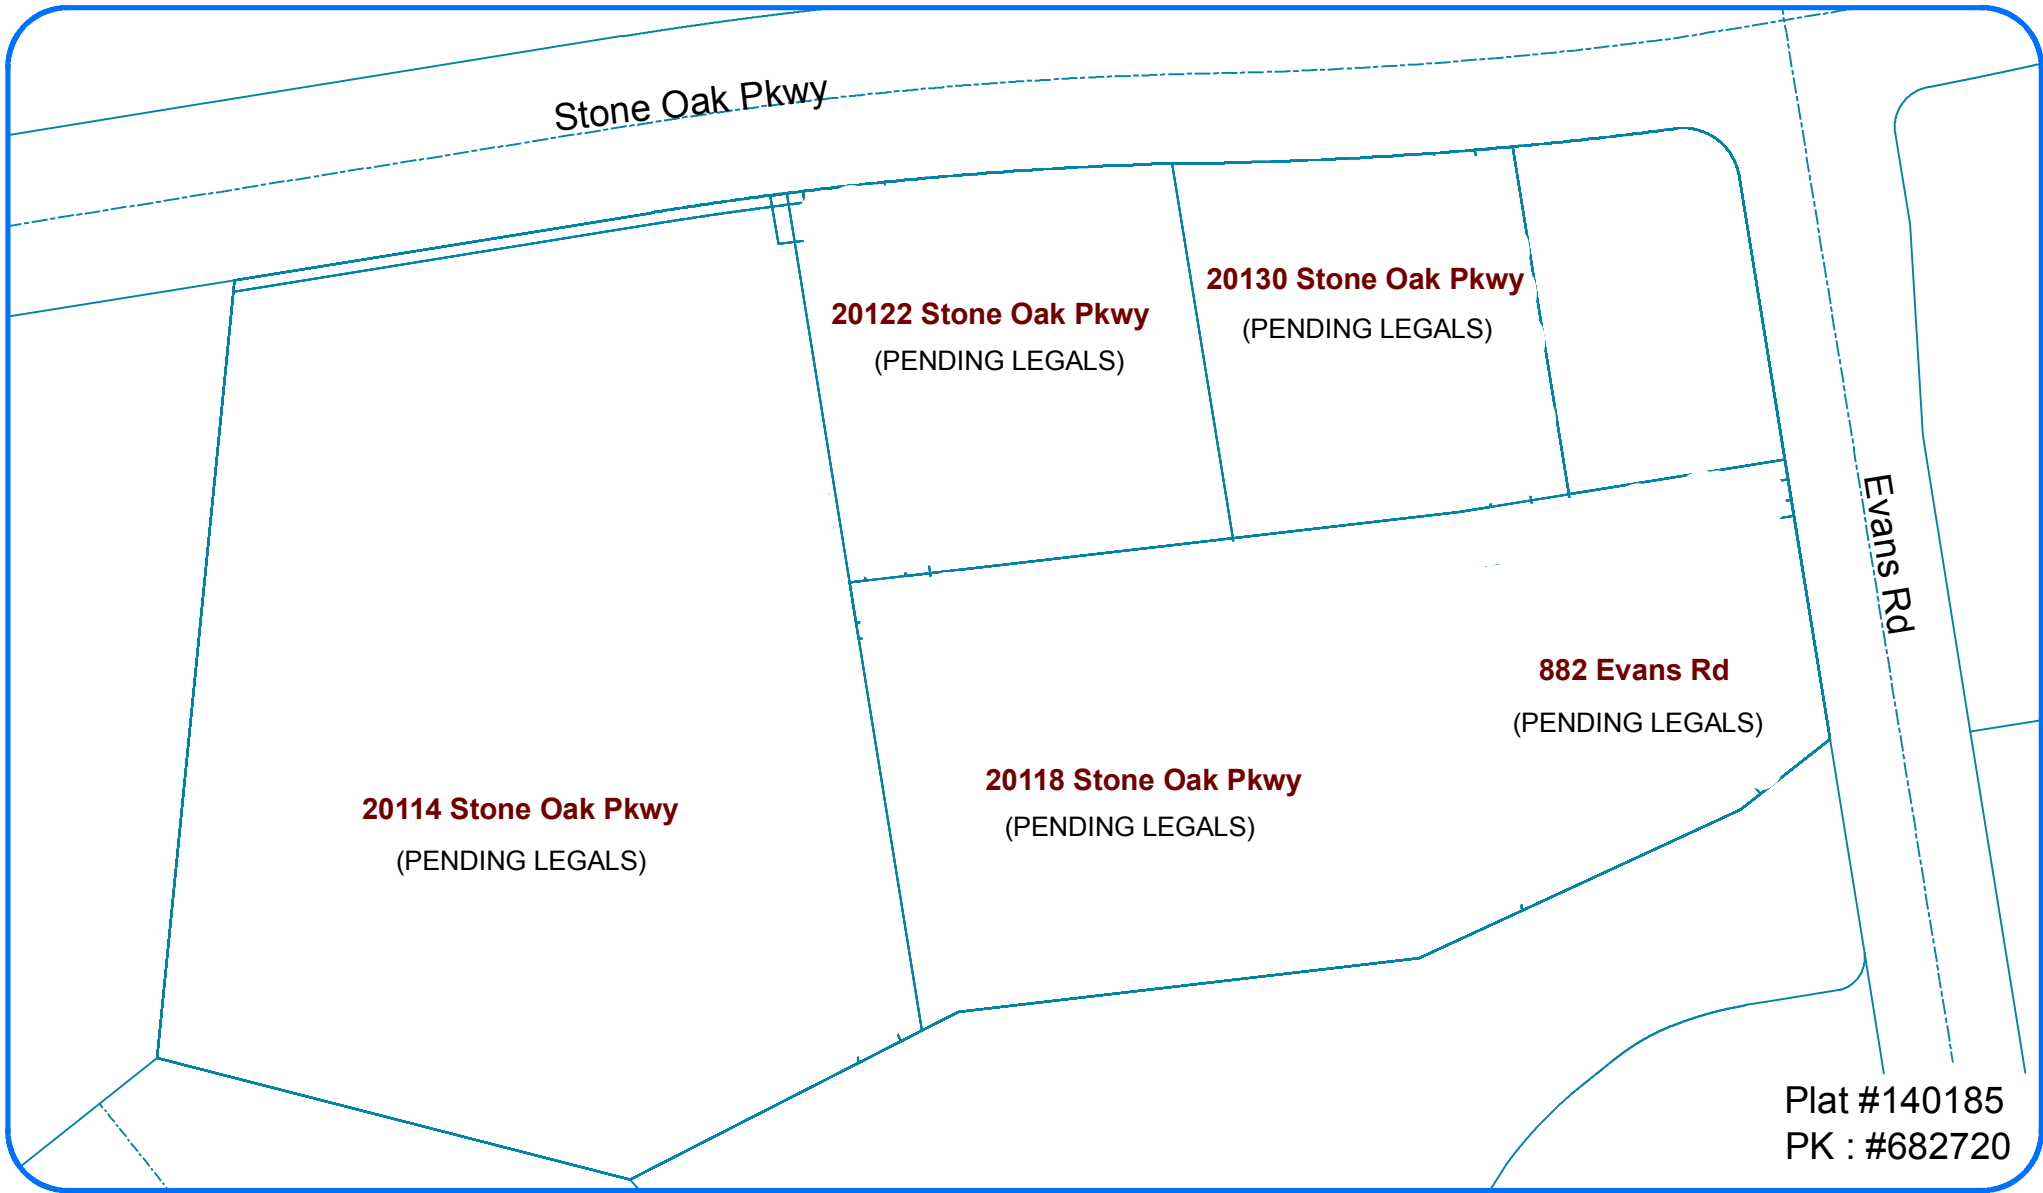 Stone Oak Pkwy
20130 Stone Oak Pkwy
(PENDING LEGALS)
20122 Stone Oak Pkwy
(PENDING LEGALS)
Evans Rd
882 Evans Rd
(PENDING LEGALS)
20118 Stone Oak Pkwy
(PENDING LEGALS)
20114 Stone Oak Pkwy
(PENDING LEGALS)
Plat #140185
PK : #682720